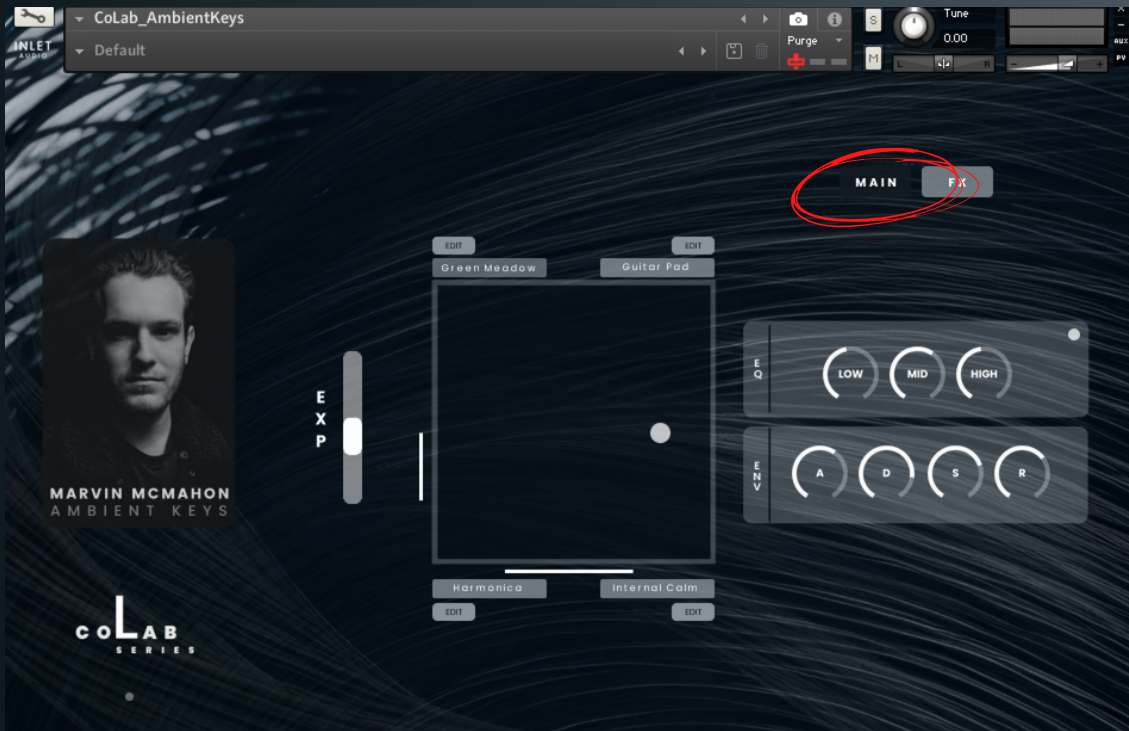 CoLab_AmbientKeys
S
Tune
0.00
INLET
AUDIO
Default
Purge
M
L
R
AUX
PV
MAIN
FX
EDIT
EDIT
Green Meadow
Guitar Pad
EQ
LOW
MID
HIGH
EXP
ENV
A
D
S
R
MARVIN MCMAHON
AMBIENT KEYS
Harmonica
Internal Calm
EDIT
EDIT
COLAB
SERIES